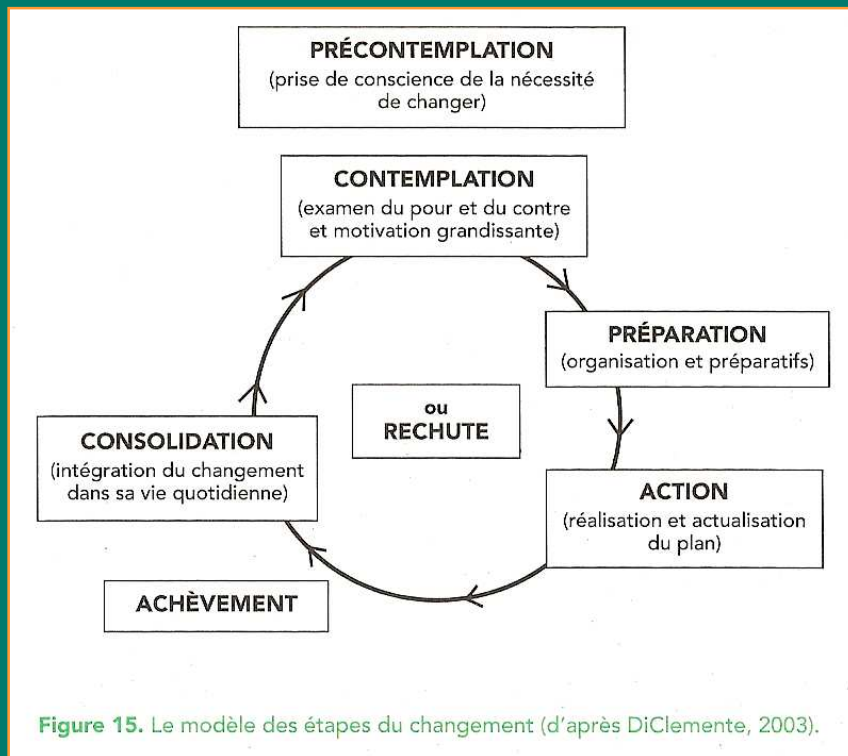 PRÉCONTEMPLATION
(prise de conscience de la nécessité
de changer)
CONTEMPLATION
(examen du pour et du contre
et motivation grandissante)
PRÉPARATION
(organisation et préparatifs)
ou
RECHUTE
CONSOLIDATION
(intégration du changement
dans sa vie quotidienne)
ACTION
(réalisation et actualisation
du plan)
ACHÈVEMENT
Figure 15. Le modèle des étapes du changement (d'après DiClemente, 2003).